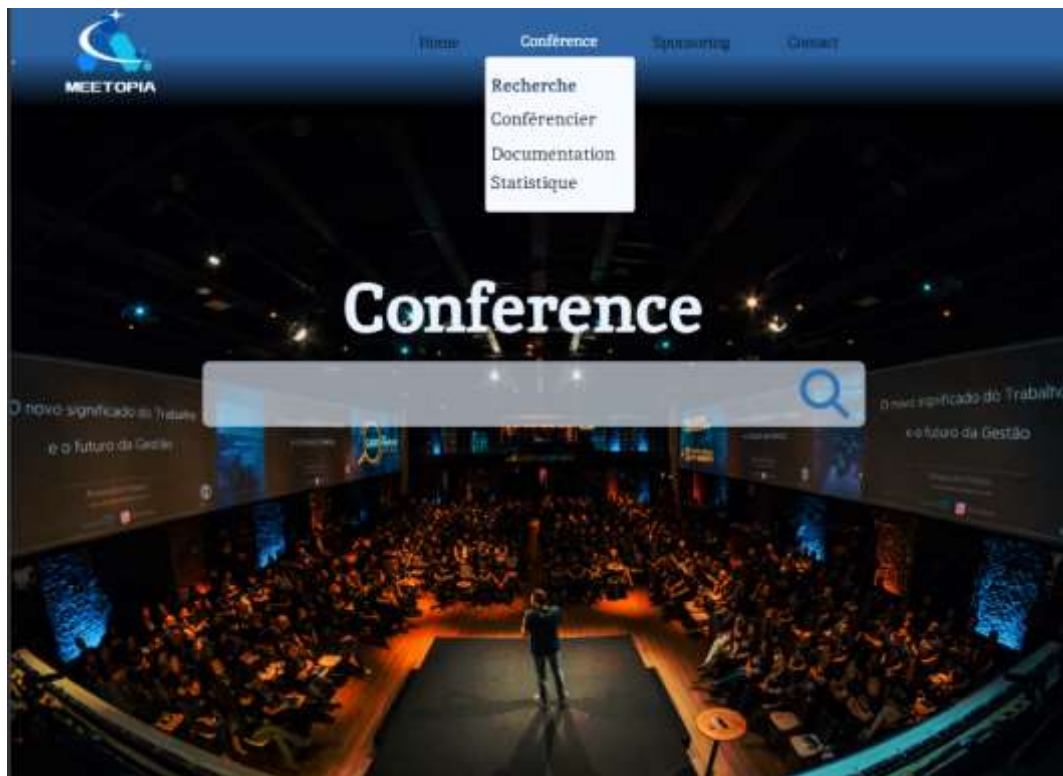 Home Conférence Sponsoring Contact
MEETOPIA
Recherche
Conférencier
Documentation
Statistique
Conference
O novo significado do Trabalho
e o futuro da Gestão
O novo significado do Trabalho
e o futuro da Gestão